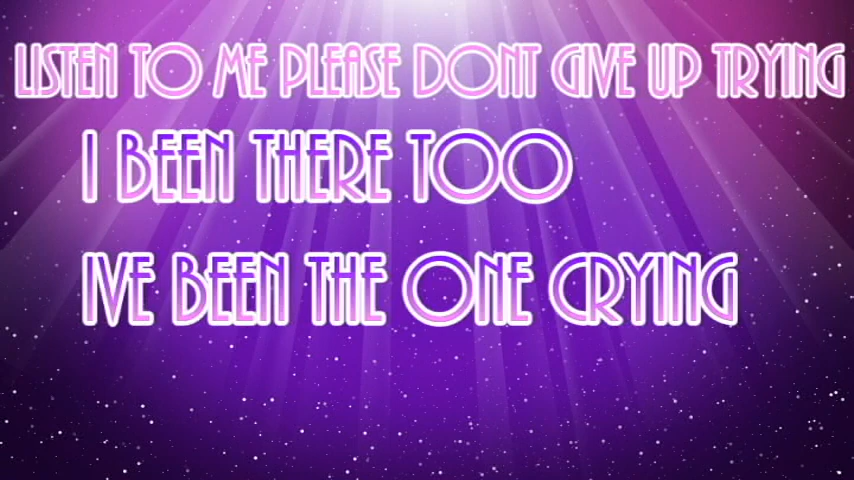 LISTEN TO ME PLEASE DONT GIVE UP TRYING
I BEEN THERE TOO
IVE BEEN THE ONE CRYING